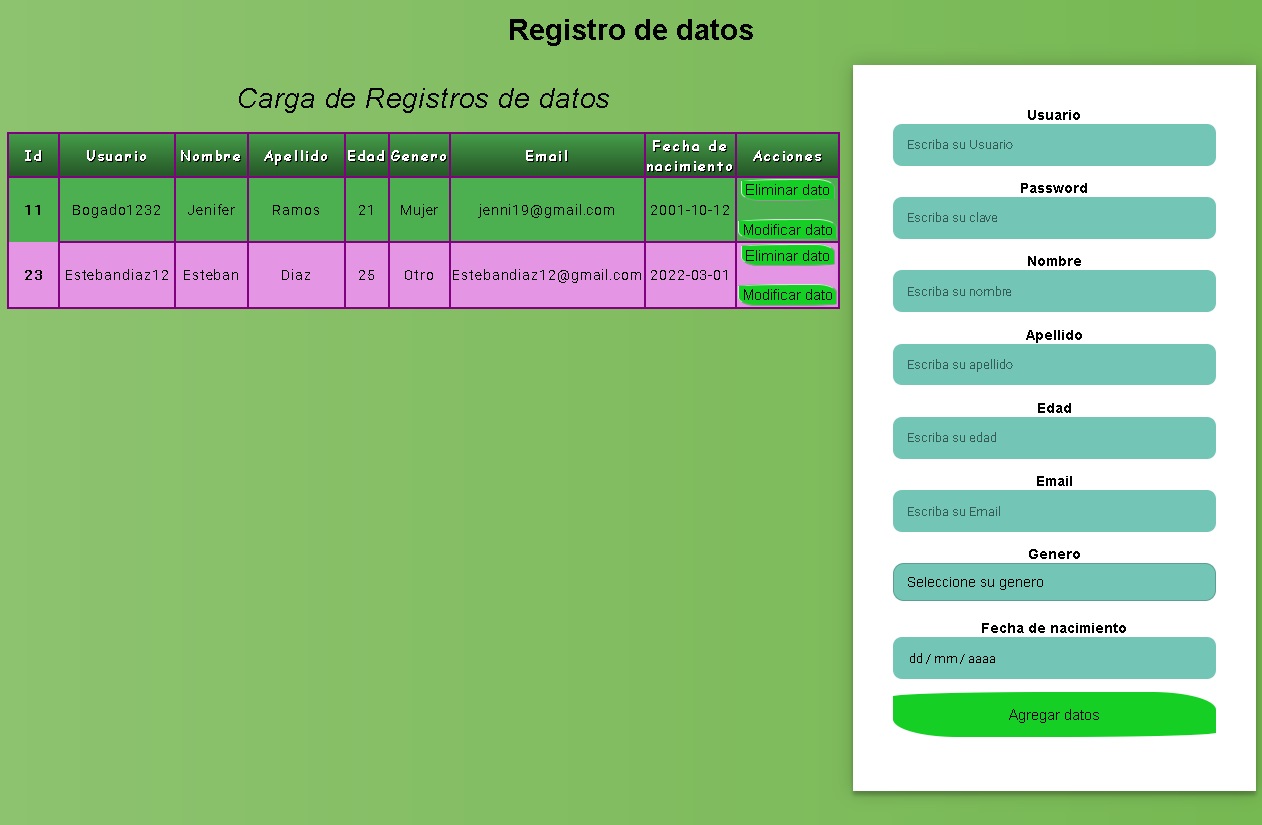 Registro de datos
Carga de Registros de datos
Id Usuario Nombre Apellido Edad Genero Email Fecha de nacimiento Acciones
11 Bogado1232 Jenifer Ramos 21 Mujer jenni19@gmail.com 2001-10-12 Eliminar dato
Modificar dato
23 Estebandiaz12 Esteban Diaz 25 Otro Estebandiaz12@gmail.com 2022-03-01 Eliminar dato
Modificar dato
Usuario
Escriba su Usuario
Password
Escriba su clave
Nombre
Escriba su nombre
Apellido
Escriba su apellido
Edad
Escriba su edad
Email
Escriba su Email
Genero
Seleccione su genero
Fecha de nacimiento
dd/mm/aaaa
Agregar datos